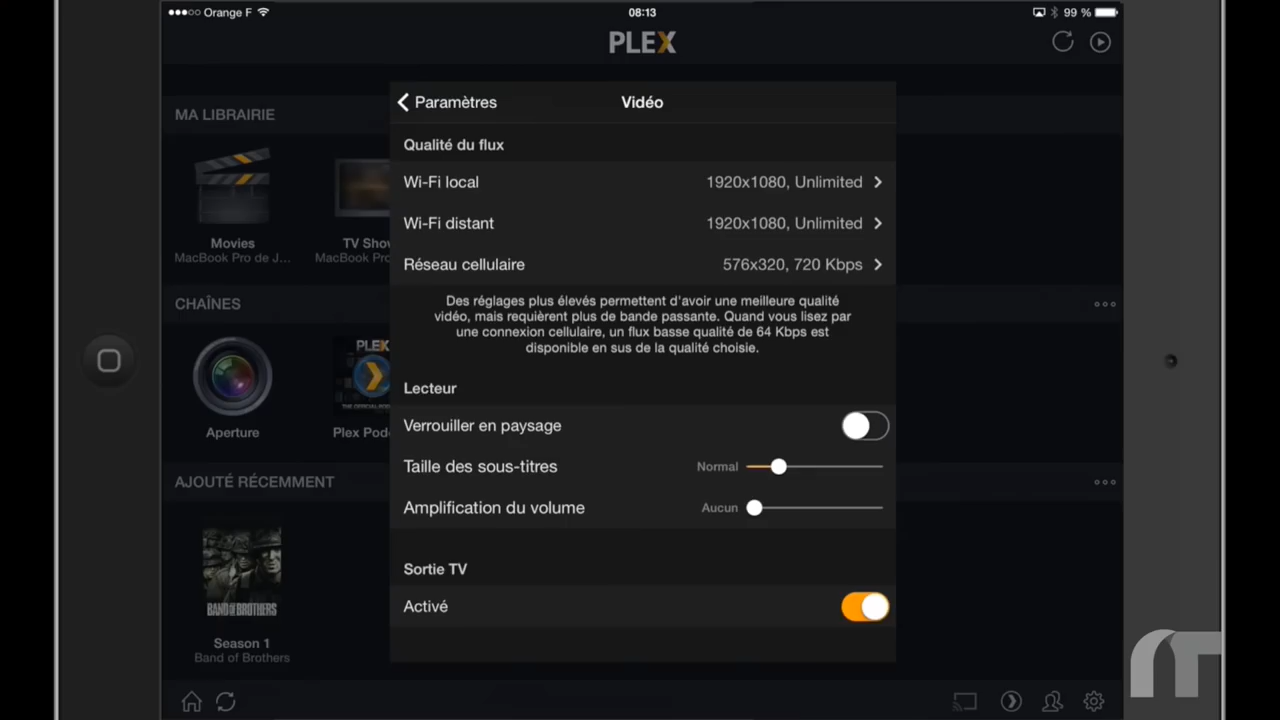 Orange F
08:13
99 %
PLEX
MA LIBRAIRIE
Movies
MacBook Pro de J...
TV Show
MacBook Pro
CHAÎNES
Aperture
PLEX
Plex Pod
AJOUTÉ RÉCEMMENT
BAND OF BROTHERS
Season 1
Band of Brothers
Paramètres
Vidéo
Qualité du flux
Wi-Fi local
1920x1080, Unlimited
Wi-Fi distant
1920x1080, Unlimited
Réseau cellulaire
576x320, 720 Kbps
Des réglages plus élevés permettent d'avoir une meilleure qualité
vidéo, mais requièrent plus de bande passante. Quand vous lisez par
une connexion cellulaire, un flux basse qualité de 64 Kbps est
disponible en sus de la qualité choisie.
Lecteur
Verrouiller en paysage
Taille des sous-titres
Normal
Amplification du volume
Aucun
Sortie TV
Activé